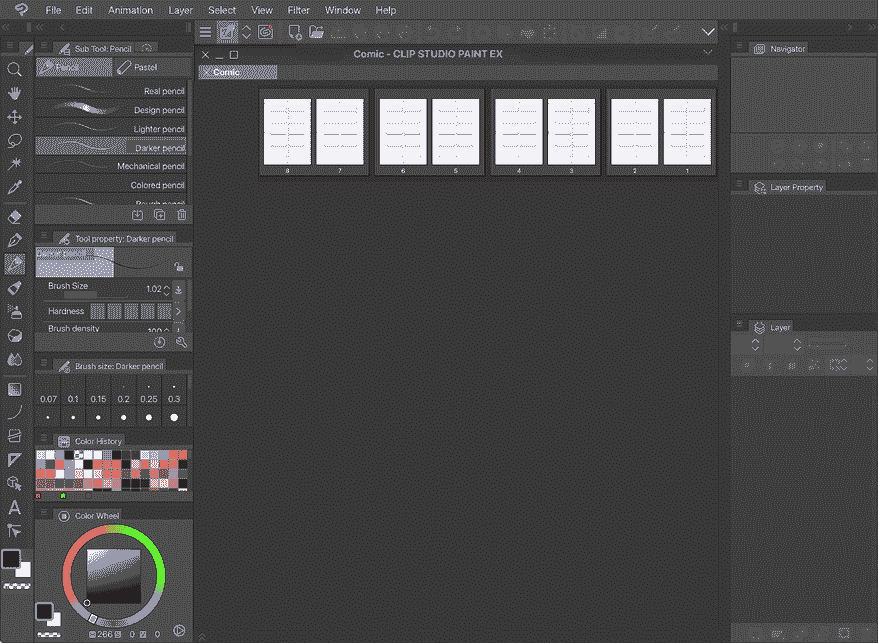 File Edit Animation Layer Select View Filter Window Help
Sub Tool: Pencil
Pencil Pastel
Real pencil
Design pencil
Lighter pencil
Darker pencil
Mechanical pencil
Colored pencil
Rough pencil
Tool property: Darker pencil
Brush Size 1.02
Hardness
Brush density 100
Brush size: Darker pencil
0.07 0.1 0.15 0.2 0.25 0.3
Color History
Color Wheel
266 0 0
Comic - CLIP STUDIO PAINT EX
Comic
8 7 6 5 4 3 2 1
Navigator
Layer Property
Layer